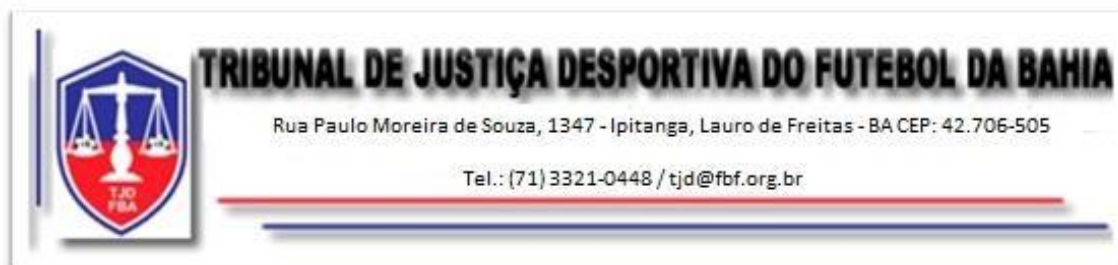 TRIBUNAL DE JUSTIÇA DESPORTIVA DO FUTEBOL DA BAHIA
Rua Paulo Moreira de Souza, 1347 - Ipitanga, Lauro de Freitas - BA CEP: 42.706-505
Tel.: (71) 3321-0448 / tjd@fbf.org.br
TJD
FBA